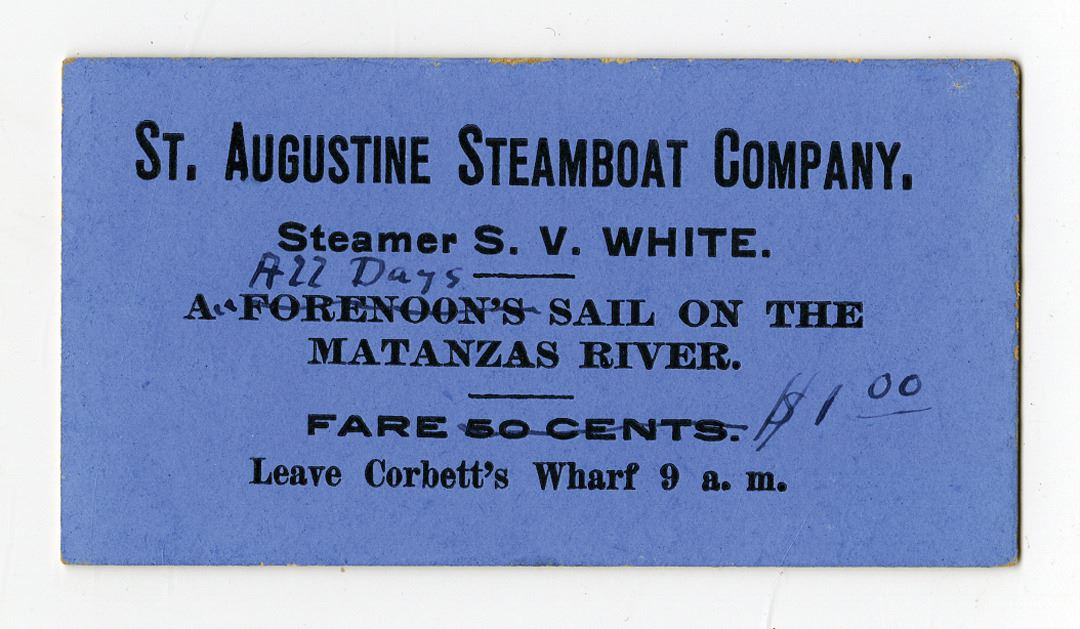 ST. AUGUSTINE STEAMBOAT COMPANY.
Steamer S. V. WHITE.
All Days
A FORENOON'S SAIL ON THE
MATANZAS RIVER.
FARE 50 CENTS. $1 00
Leave Corbett's Wharf 9 a. m.